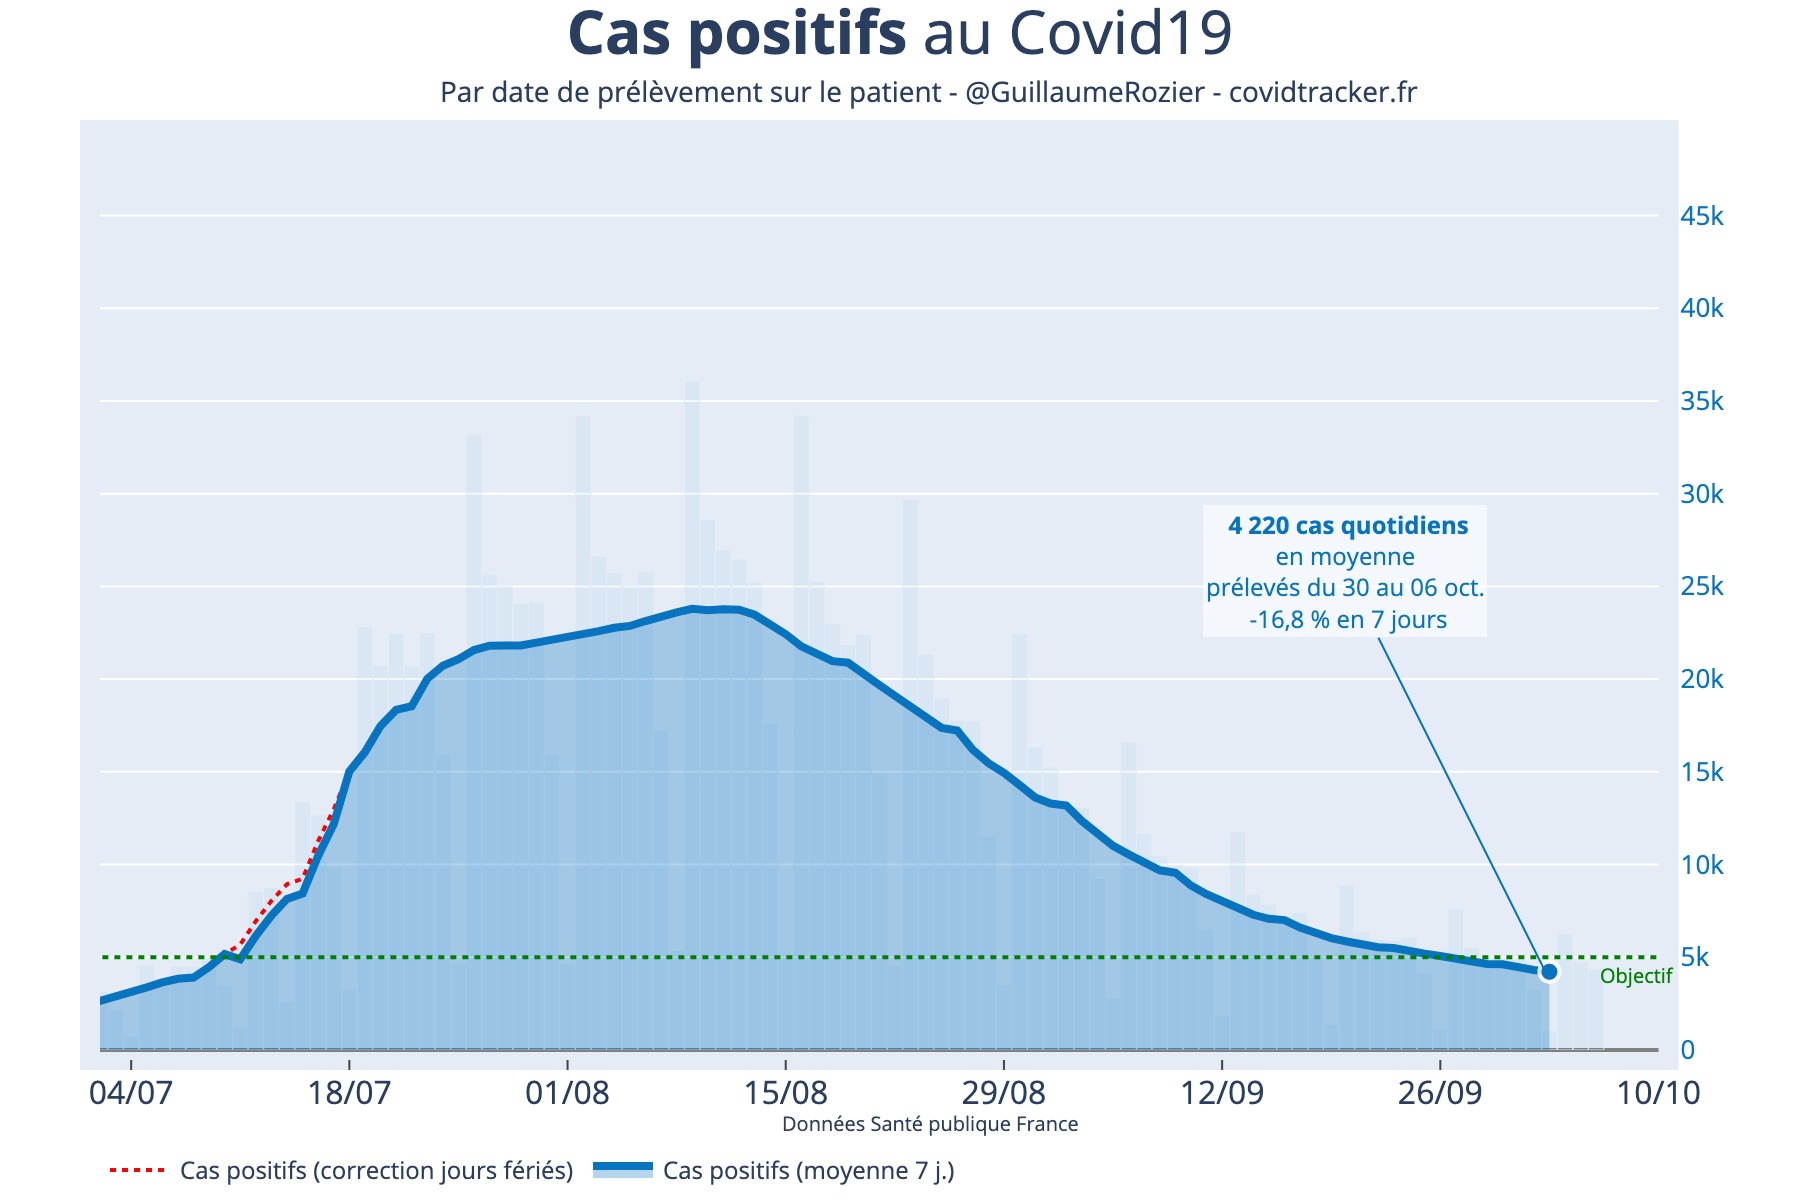 Cas positifs au Covid19
Par date de prélèvement sur le patient - @GuillaumeRozier - covidtracker.fr
45k
40k
35k
30k
4 220 cas quotidiens
en moyenne
prélevés du 30 au 06 oct.
-16,8 % en 7 jours
25k
20k
15k
10k
5k
Objectif
0
04/07 18/07 01/08 15/08 29/08 12/09 26/09 10/10
Données Santé publique France
Cas positifs (correction jours fériés) Cas positifs (moyenne 7 j.)